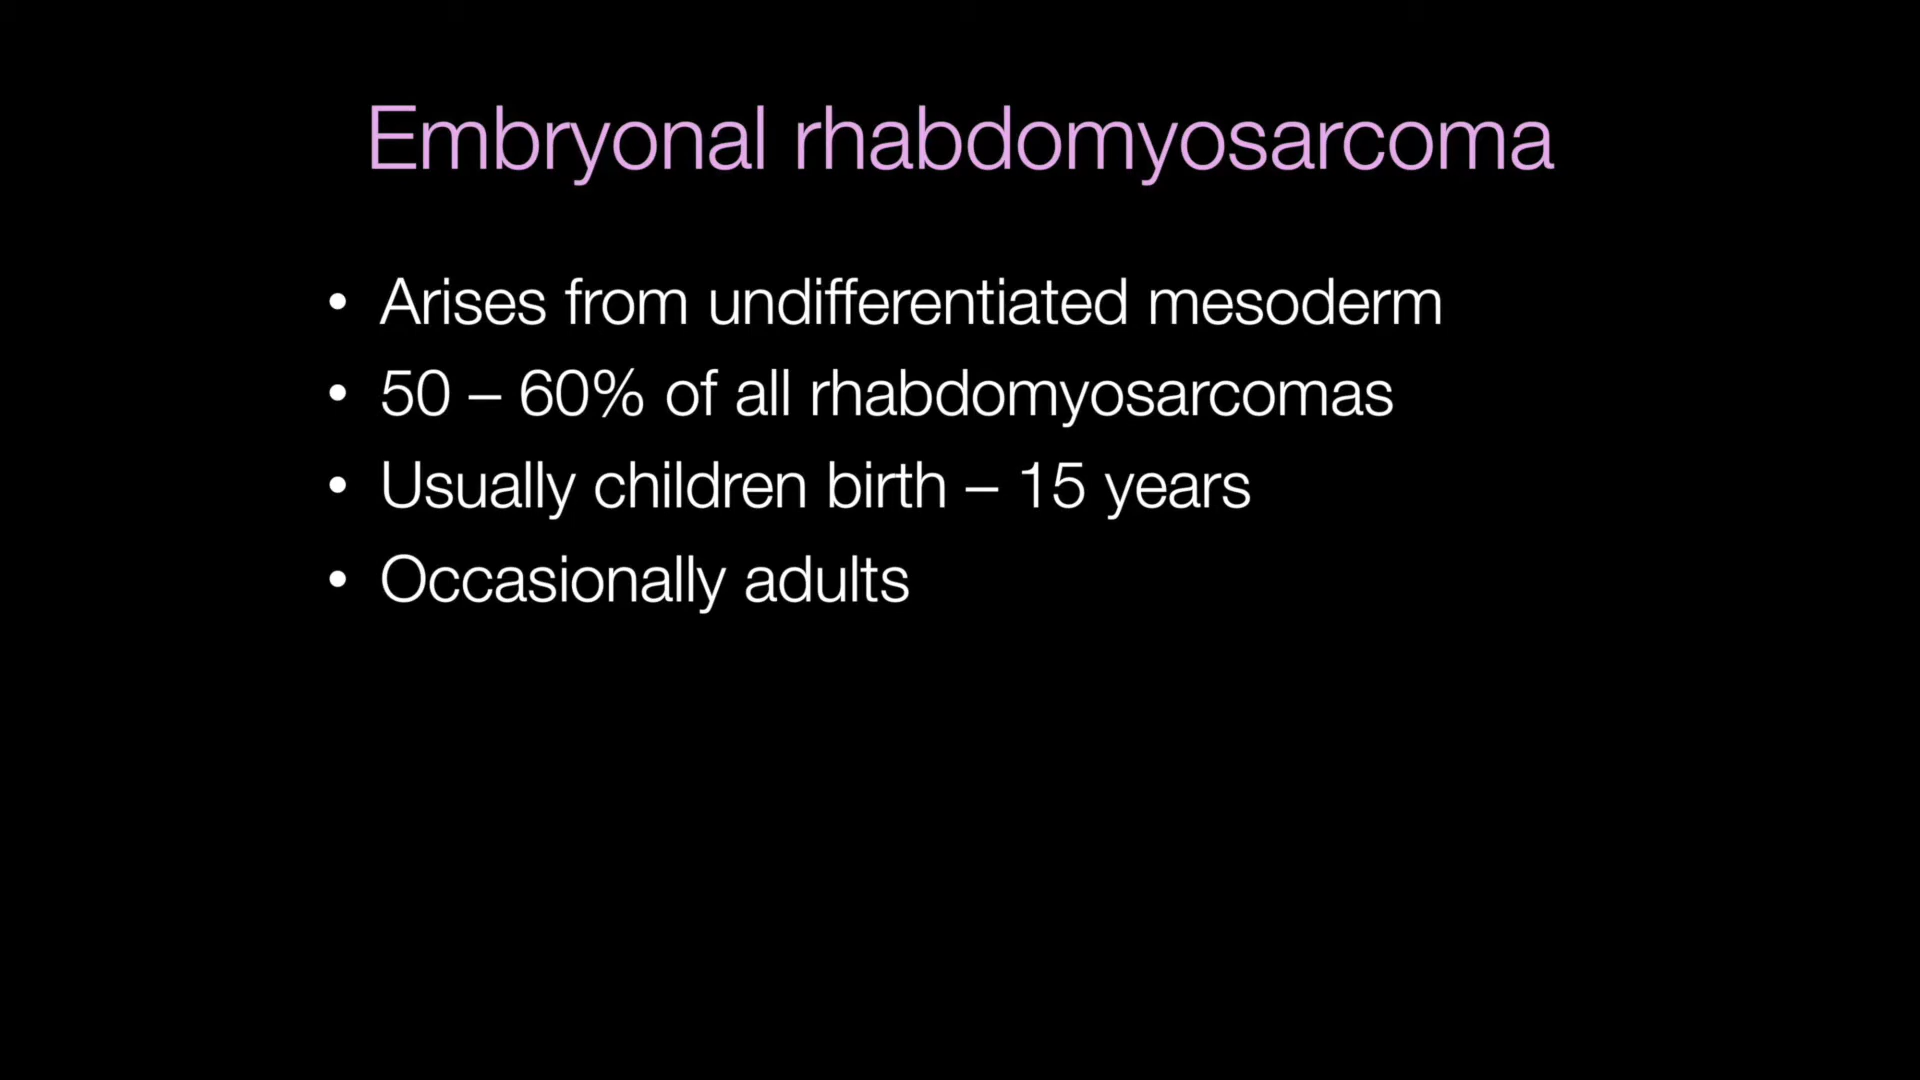 Embryonal rhabdomyosarcoma
• Arises from undifferentiated mesoderm
• 50 – 60% of all rhabdomyosarcomas
• Usually children birth – 15 years
• Occasionally adults